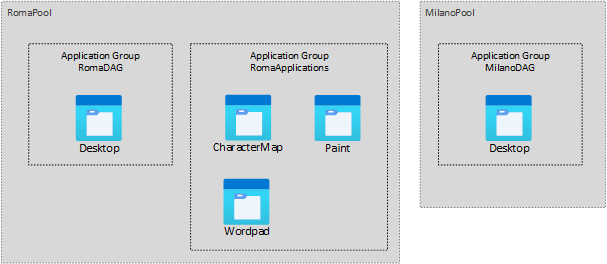 RomaPool
Application Group
RomaDAG
Desktop
Application Group
RomaApplications
CharacterMap
Paint
Wordpad
MilanoPool
Application Group
MilanoDAG
Desktop